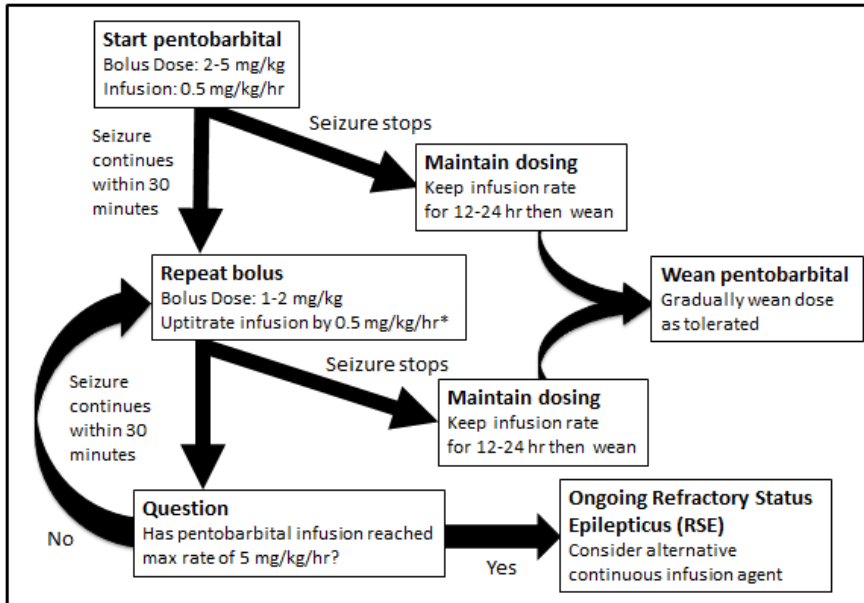 Start pentobarbital
Bolus Dose: 2-5 mg/kg
Infusion: 0.5 mg/kg/hr
Seizure
continues
within 30
minutes
Seizure stops
Maintain dosing
Keep infusion rate
for 12-24 hr then wean
Repeat bolus
Bolus Dose: 1-2 mg/kg
Uptitrate infusion by 0.5 mg/kg/hr*
Wean pentobarbital
Gradually wean dose
as tolerated
Seizure
continues
within 30
minutes
Seizure stops
Maintain dosing
Keep infusion rate
for 12-24 hr then wean
Question
Has pentobarbital infusion reached
max rate of 5 mg/kg/hr?
No
Yes
Ongoing Refractory Status
Epilepticus (RSE)
Consider alternative
continuous infusion agent